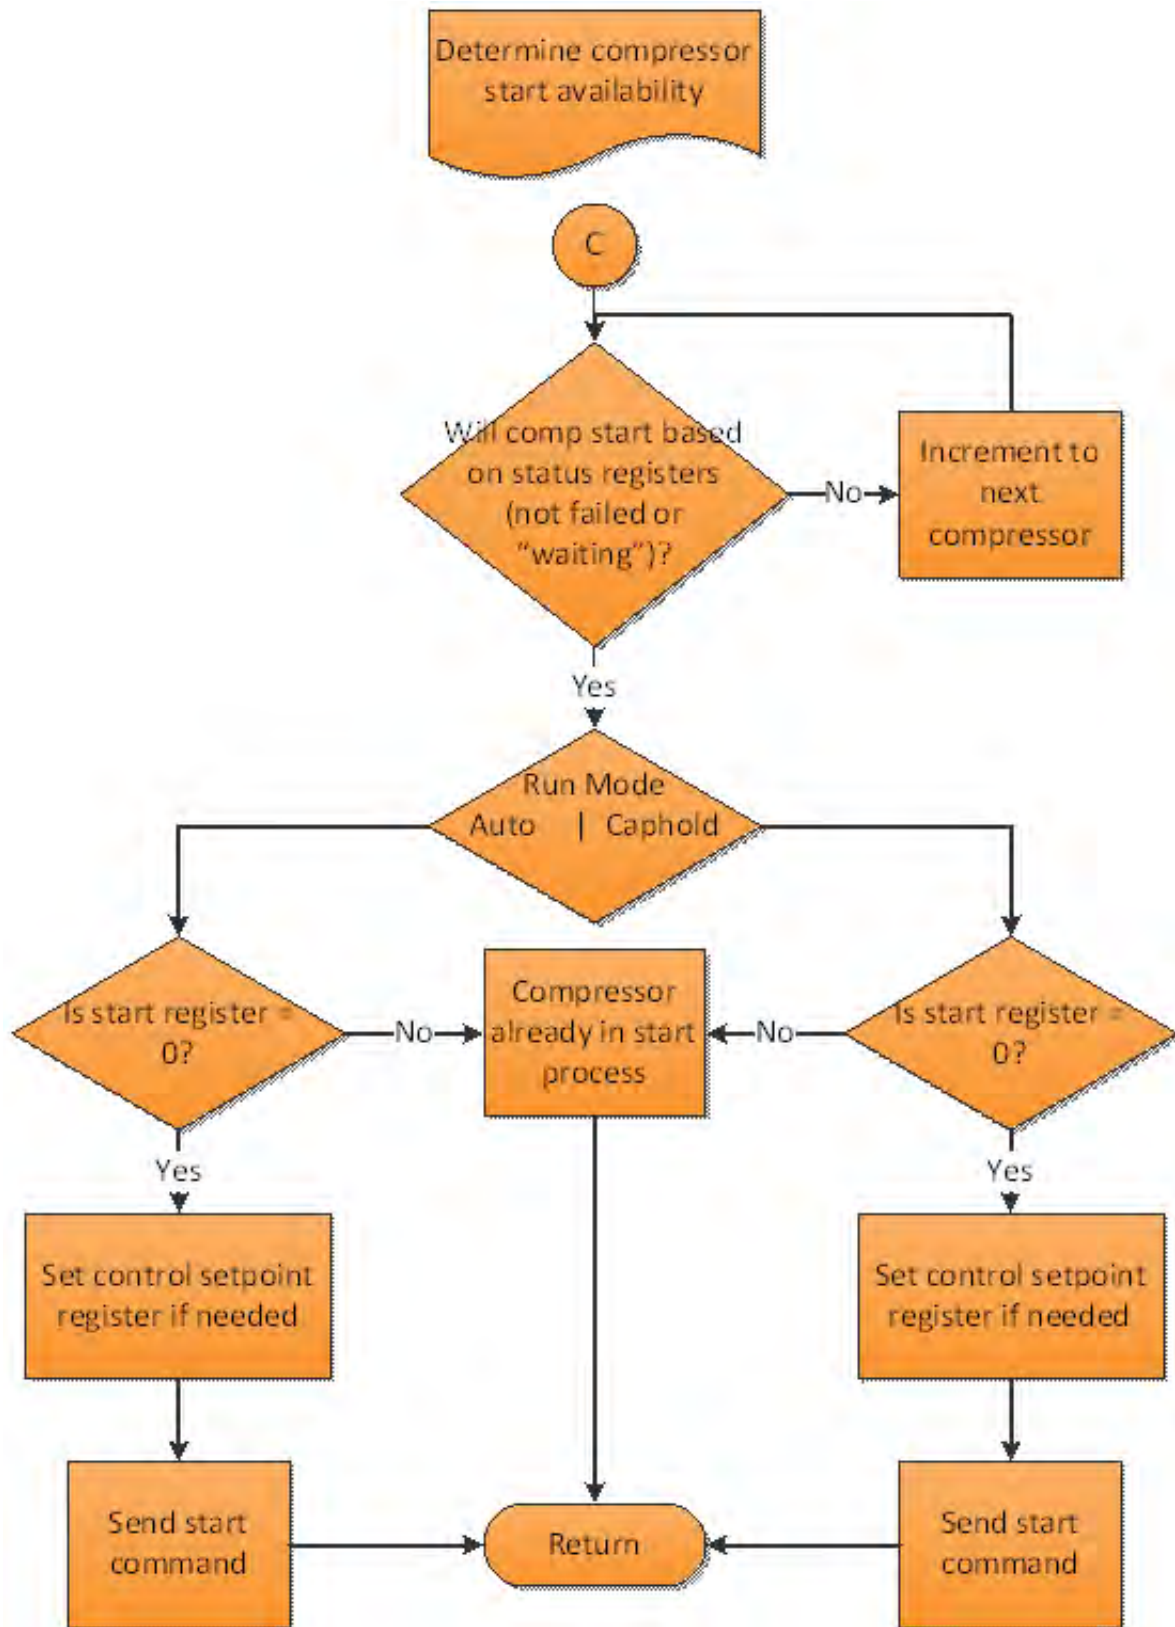 Determine compressor
start availability
C
Will comp start based
on status registers
(not failed or
“waiting”)?
No
Increment to
next
compressor
Yes
Run Mode
Auto | Caphold
Is start register =
0?
No
Compressor
already in start
process
No
Is start register =
0?
Yes
Yes
Set control setpoint
register if needed
Set control setpoint
register if needed
Send start
command
Return
Send start
command